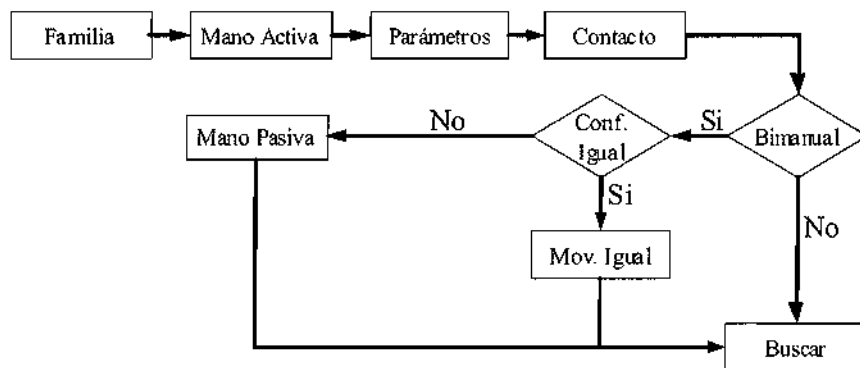 Familia
Mano Activa
Parámetros
Contacto
Mano Pasiva
No
Conf.
Igual
Si
Bimanual
Si
No
Mov. Igual
Buscar